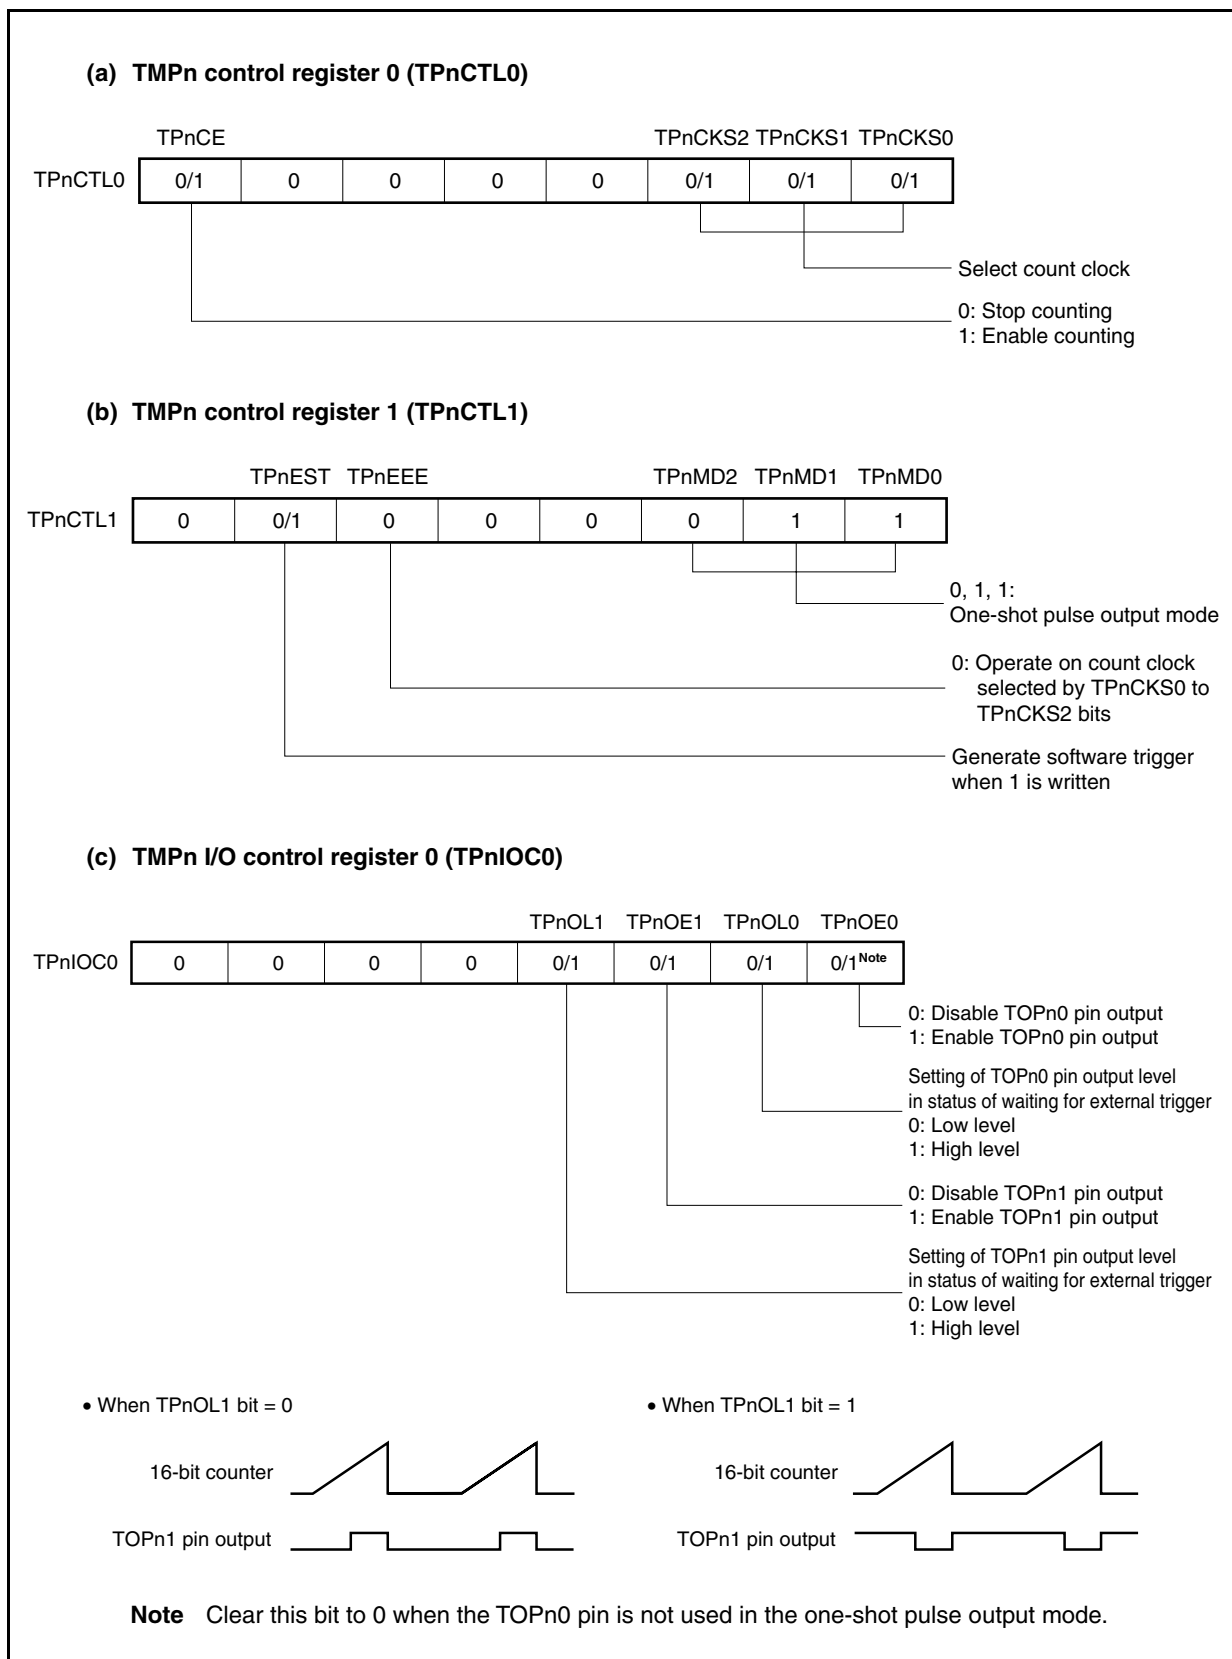 (a) TMPn control register 0 (TPnCTL0)
TPnCE TPnCKS2 TPnCKS1 TPnCKS0
TPnCTL0 0/1 0 0 0 0 0/1 0/1 0/1
Select count clock
0: Stop counting
1: Enable counting
(b) TMPn control register 1 (TPnCTL1)
TPnEST TPnEEE TPnMD2 TPnMD1 TPnMD0
TPnCTL1 0 0/1 0 0 0 0 1 1
0, 1, 1:
One-shot pulse output mode
0: Operate on count clock
selected by TPnCKS0 to
TPnCKS2 bits
Generate software trigger
when 1 is written
(c) TMPn I/O control register 0 (TPnIOC0)
TPnOL1 TPnOE1 TPnOL0 TPnOE0
TPnIOC0 0 0 0 0 0/1 0/1 0/1 0/1Note
0: Disable TOPn0 pin output
1: Enable TOPn0 pin output
Setting of TOPn0 pin output level
in status of waiting for external trigger
0: Low level
1: High level
0: Disable TOPn1 pin output
1: Enable TOPn1 pin output
Setting of TOPn1 pin output level
in status of waiting for external trigger
0: Low level
1: High level
• When TPnOL1 bit = 0
16-bit counter
TOPn1 pin output
• When TPnOL1 bit = 1
16-bit counter
TOPn1 pin output
Note Clear this bit to 0 when the TOPn0 pin is not used in the one-shot pulse output mode.